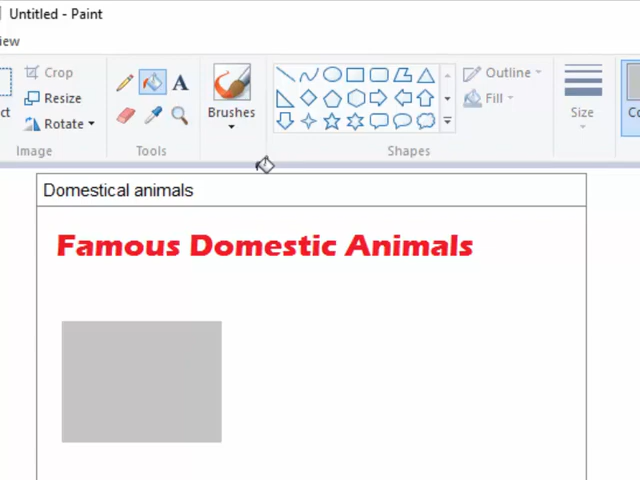 Untitled - Paint
iew
Crop
Resize
Rotate
Image
Tools
A
Brushes
Shapes
Outline
Fill
Size
Co
ct
Domestical animals
Famous Domestic Animals